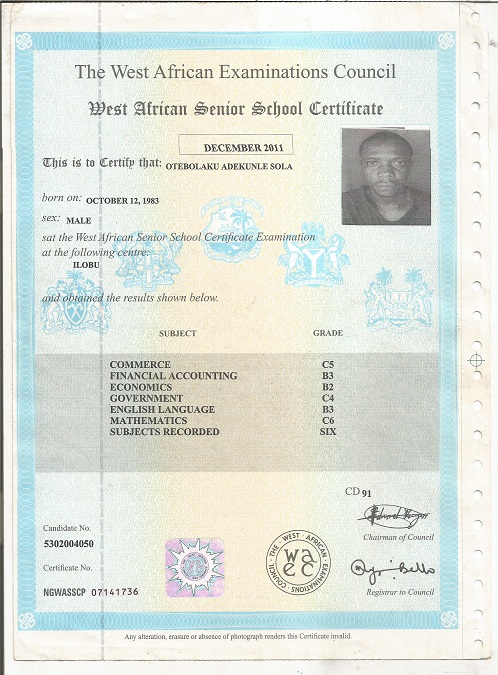 The West African Examinations Council
West African Senior School Certificate
DECEMBER 2011
This is to Certify that: OTEBOLAKU ADEKUNLE SOLA
born on: OCTOBER 12, 1983
sex: MALE
sat the West African Senior School Certificate Examination
at the following centre:
ILOBU
and obtained the results shown below.
SUBJECT GRADE
COMMERCE C5
FINANCIAL ACCOUNTING B3
ECONOMICS B2
GOVERNMENT C4
ENGLISH LANGUAGE B3
MATHEMATICS C6
SUBJECTS RECORDED SIX
CD 91
Chairman of Council
Candidate No.
5302004050
Certificate No.
NGWASSCP 07141736
THE · WEST · AFRICAN · EXAMINATIONS · COUNCIL
wa
ec
Registrar to Council
Any alteration, erasure or absence of photograph renders this Certificate invalid.